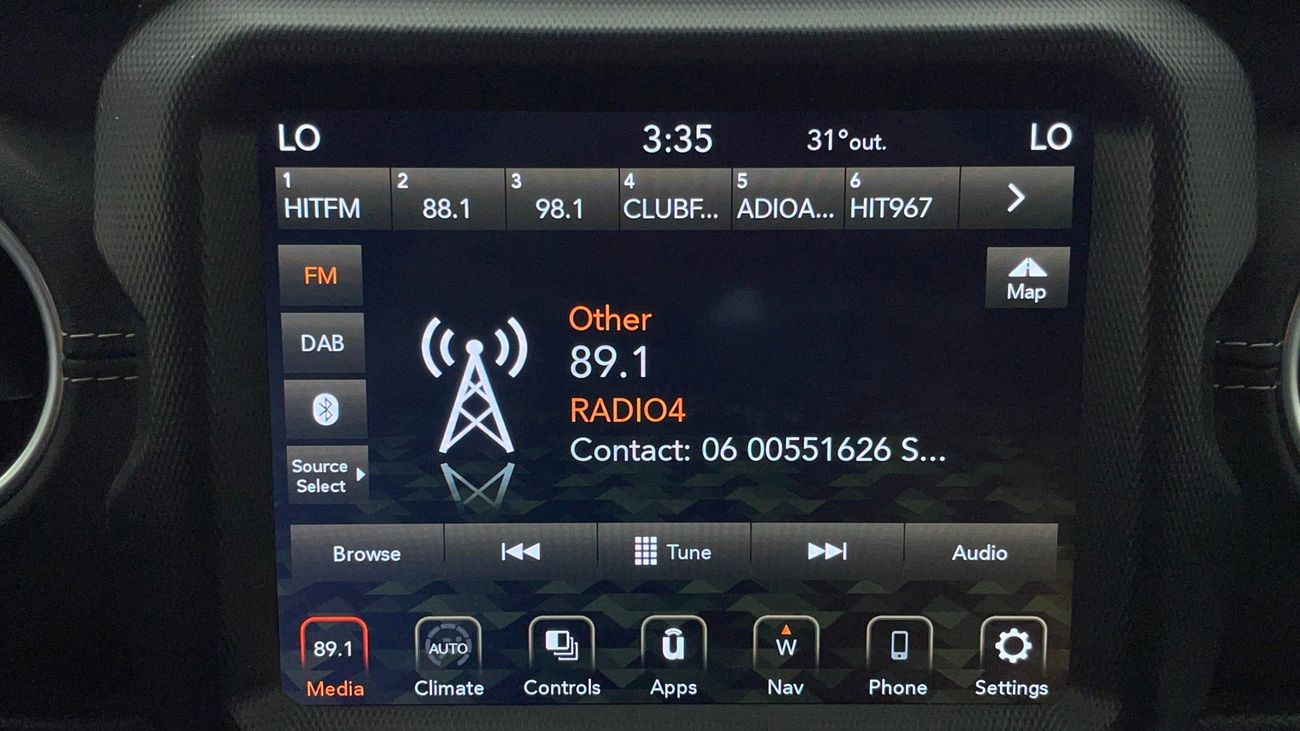 LO 3:35 31°out. LO
1 2 3 4 5 6
HITFM 88.1 98.1 CLUBF... ADIOA... HIT967
FM
Map
Other
DAB
89.1
RADIO4
Contact: 06 00551626 S...
Source
Select
Browse Tune Audio
89.1 AUTO u W
Media Climate Controls Apps Nav Phone Settings